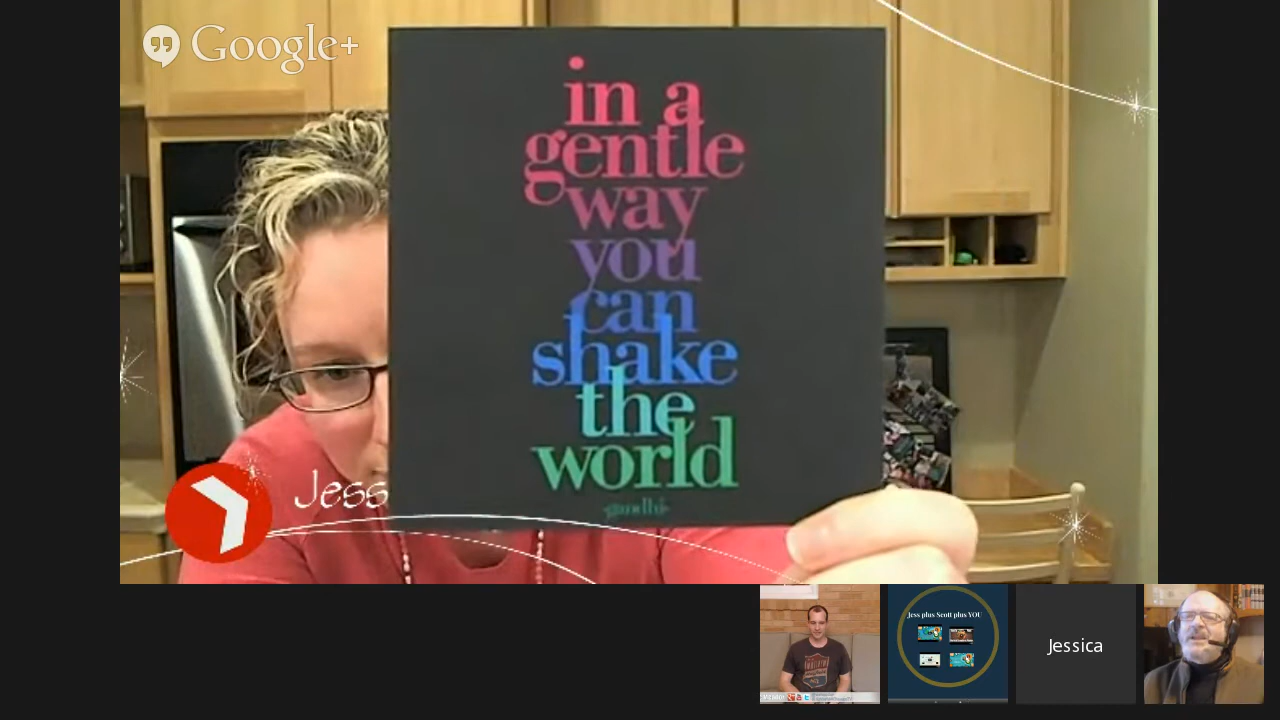 Google+
in a
gentle
way
you
can
shake
the
world
gandhi
Jess
Jess plus Scott plus YOU
Jessica